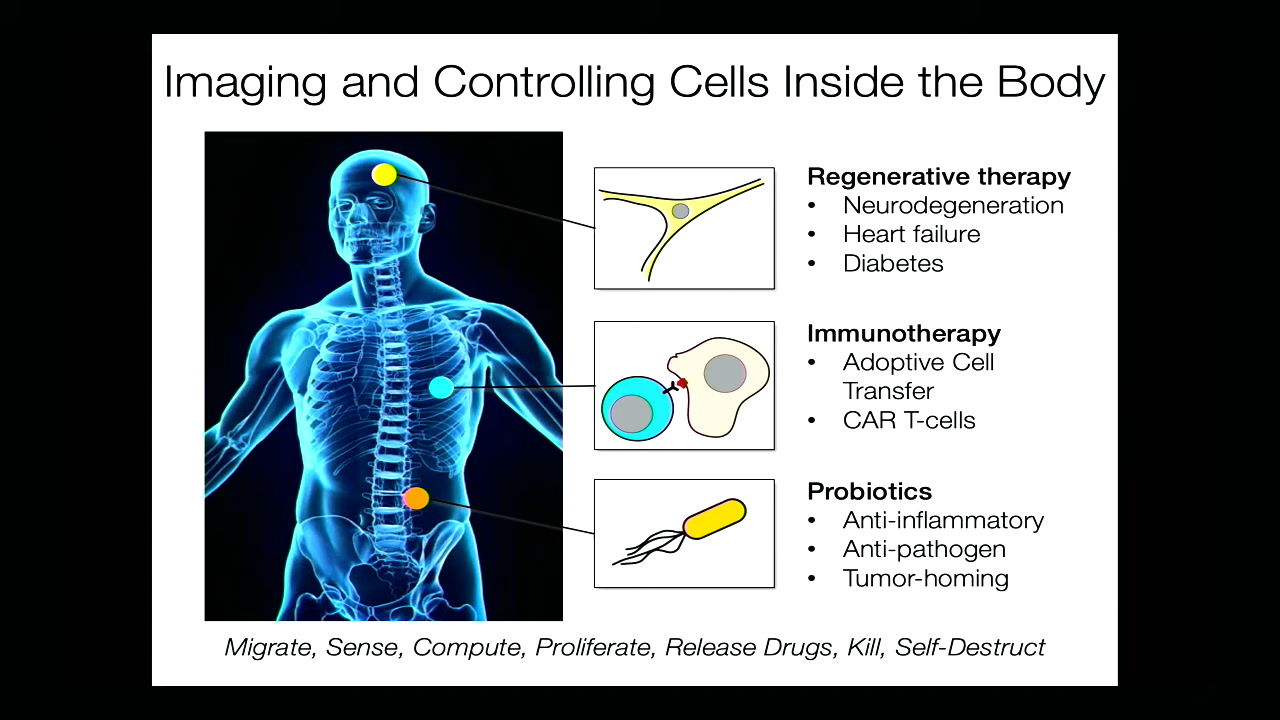 Imaging and Controlling Cells Inside the Body
Regenerative therapy
• Neurodegeneration
• Heart failure
• Diabetes
Immunotherapy
• Adoptive Cell
Transfer
• CAR T-cells
Probiotics
• Anti-inflammatory
• Anti-pathogen
• Tumor-homing
Migrate, Sense, Compute, Proliferate, Release Drugs, Kill, Self-Destruct